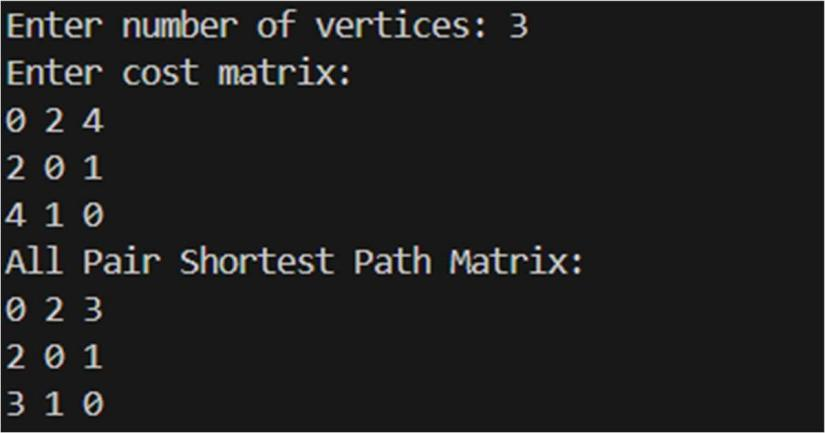 Enter number of vertices: 3
Enter cost matrix:
0 2 4
2 0 1
4 1 0
All Pair Shortest Path Matrix:
0 2 3
2 0 1
3 1 0